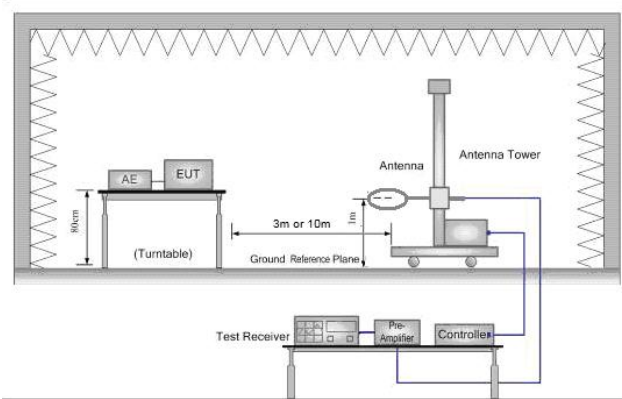 Antenna
Antenna Tower
AE
EUT
80cm
3m or 10m
1m
(Turntable)
Ground Reference Plane
Test Receiver
Pre-
Amplifier
Controller